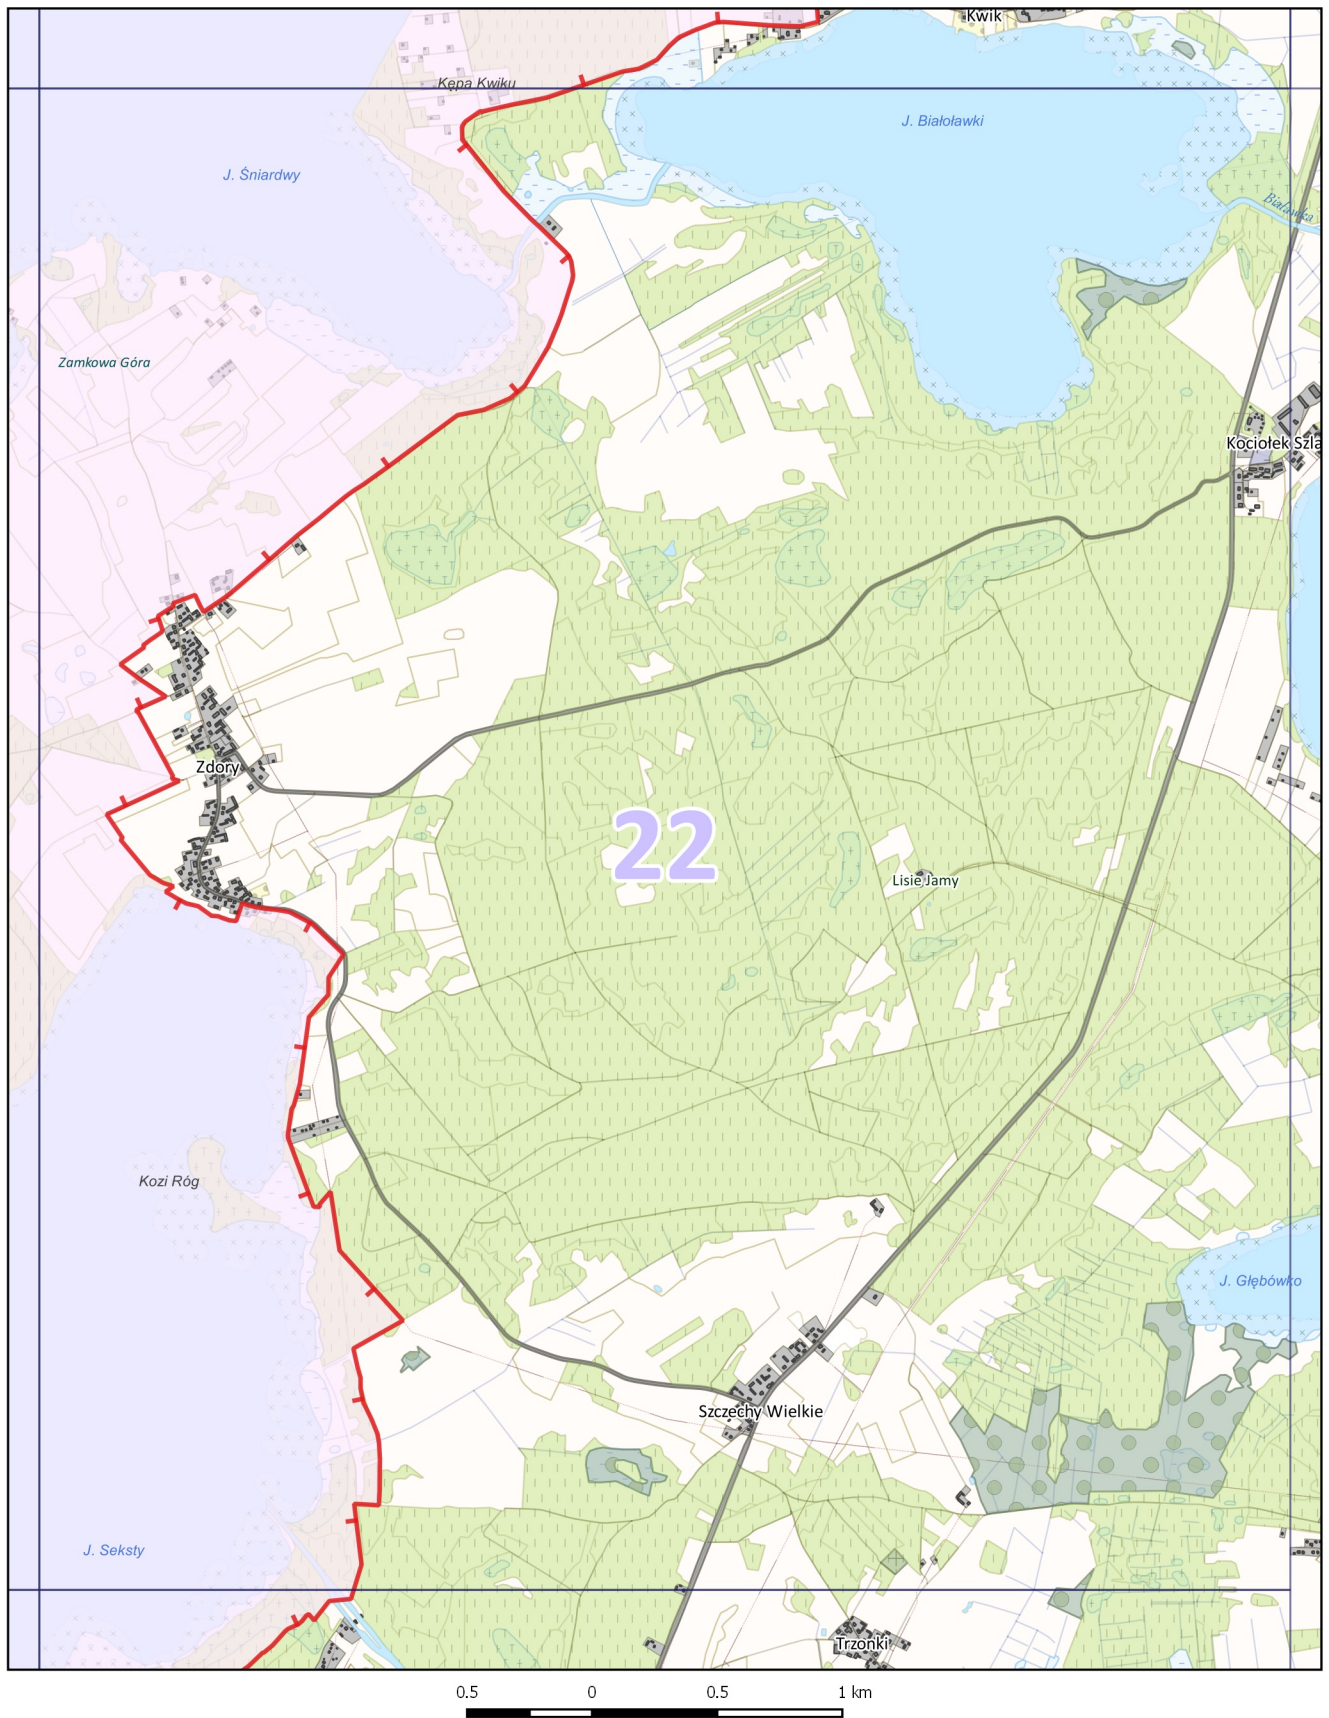 Kwik
Kępa Kwiku
J. Białoławki
J. Śniardwy
Białławka
Zamkowa Góra
Kociołek Szla
Zdory
22
Lisie Jamy
Kozi Róg
J. Głębówko
Szczechy Wielkie
J. Seksty
Trzonki
0.5 0 0.5 1 km